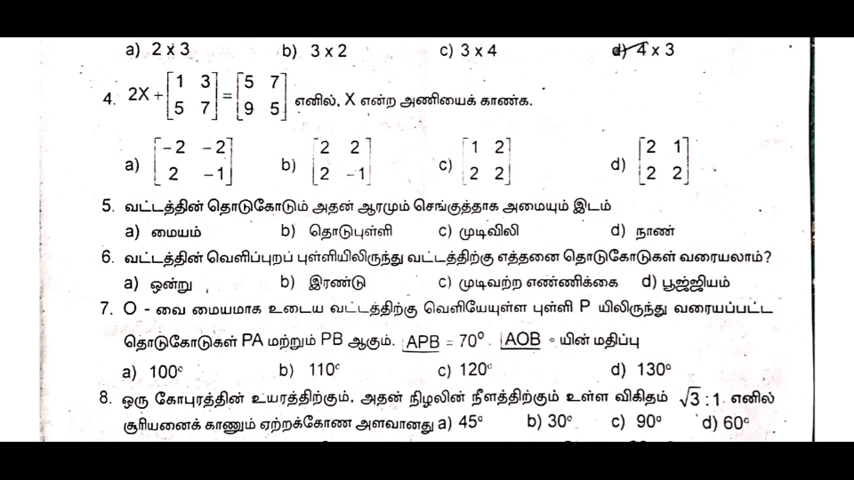 a) 2 x 3 b) 3 x 2 c) 3 x 4 d) 4 x 3
4. 2X + [1 3 5 7] = [5 7 9 5] எனில், X என்ற அணியைக் காண்க.
a) [-2 -2 2 -1] b) [2 2 2 -1] c) [1 2 2 2] d) [2 1 2 2]
5. வட்டத்தின் தொடுகோடும் அதன் ஆரமும் செங்குத்தாக அமையும் இடம்
a) மையம் b) தொடுபுள்ளி c) முடிவிலி d) நாண்
6. வட்டத்தின் வெளிப்புறப் புள்ளியிலிருந்து வட்டத்திற்கு எத்தனை தொடுகோடுகள் வரையலாம்?
a) ஒன்று b) இரண்டு c) முடிவற்ற எண்ணிக்கை d) பூஜ்ஜியம்
7. O - வை மையமாக உடைய வட்டத்திற்கு வெளியேயுள்ள புள்ளி P யிலிருந்து வரையப்பட்ட
தொடுகோடுகள் PA மற்றும் PB ஆகும். APB = 70° . AOB - யின் மதிப்பு
a) 100° b) 110° c) 120° d) 130°
8. ஒரு கோபுரத்தின் உயரத்திற்கும், அதன் நிழலின் நீளத்திற்கும் உள்ள விகிதம் √3 : 1 எனில்
சூரியனைக் காணும் ஏற்றக்கோண அளவானது a) 45° b) 30° c) 90° d) 60°